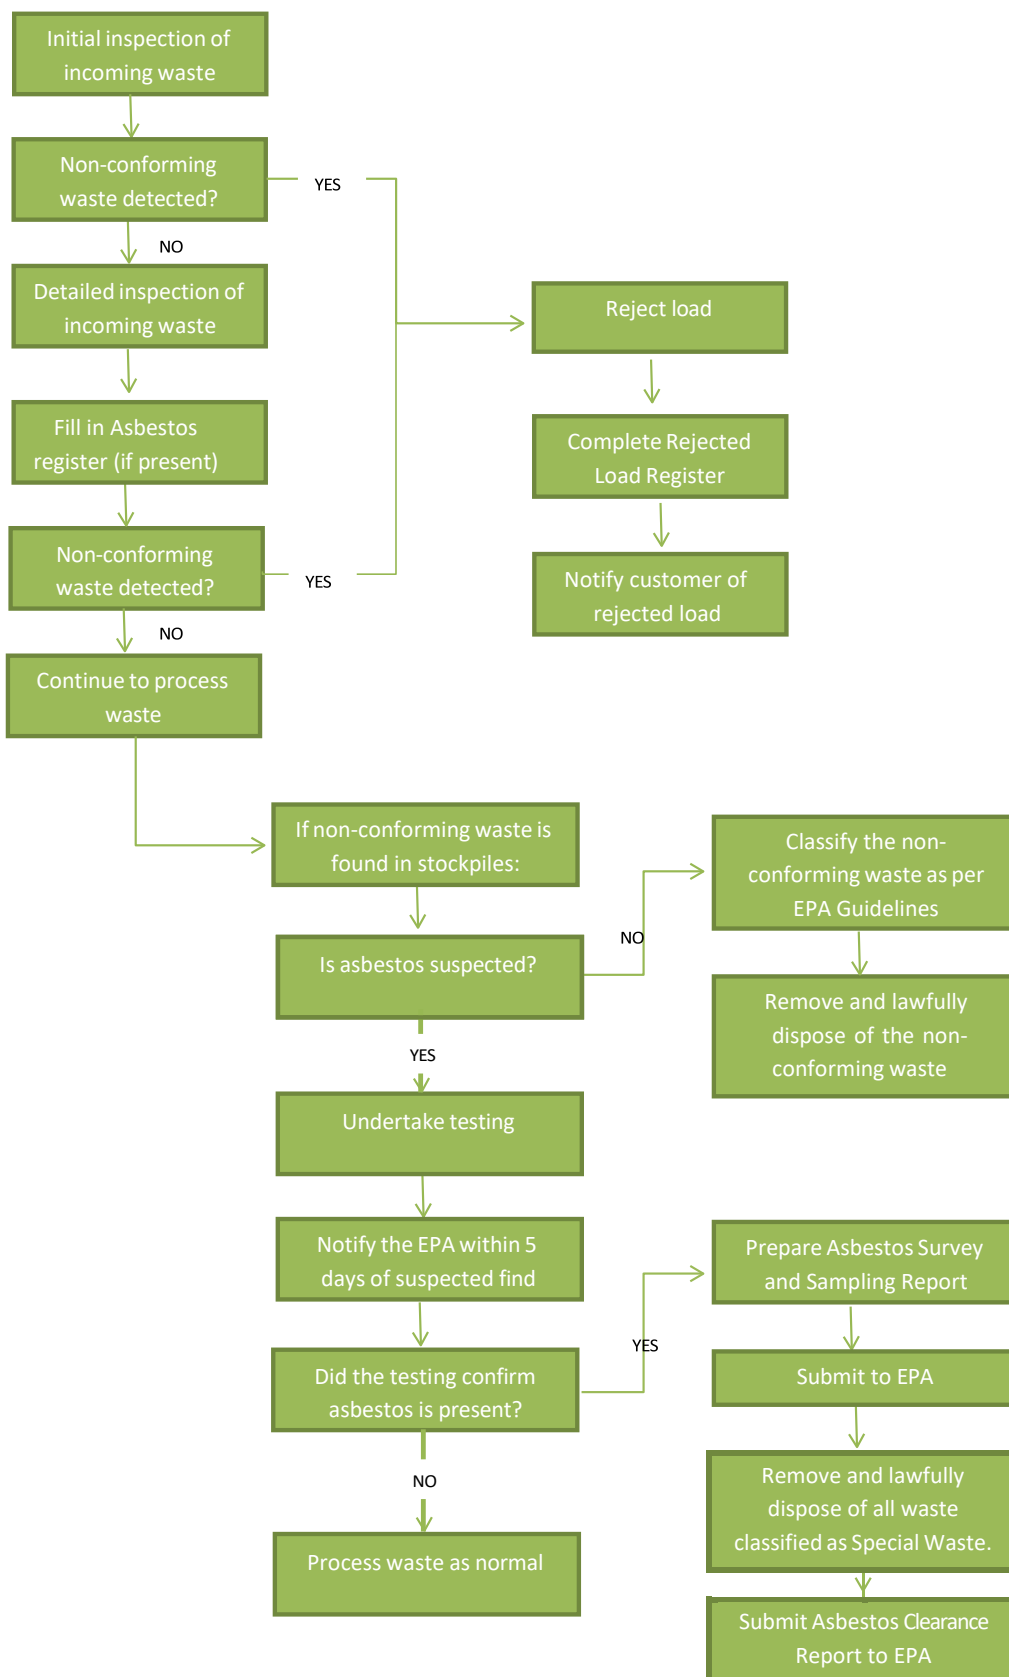 Initial inspection of
incoming waste
Non-conforming
waste detected?
YES
NO
Detailed inspection of
incoming waste
Fill in Asbestos
register (if present)
Non-conforming
waste detected?
YES
NO
Continue to process
waste
Reject load
Complete Rejected
Load Register
Notify customer of
rejected load
If non-conforming waste is
found in stockpiles:
Is asbestos suspected?
NO
Classify the non-
conforming waste as per
EPA Guidelines
Remove and lawfully
dispose of the non-
conforming waste
YES
Undertake testing
Notify the EPA within 5
days of suspected find
Did the testing confirm
asbestos is present?
YES
Prepare Asbestos Survey
and Sampling Report
Submit to EPA
Remove and lawfully
dispose of all waste
classified as Special Waste.
Submit Asbestos Clearance
Report to EPA
NO
Process waste as normal